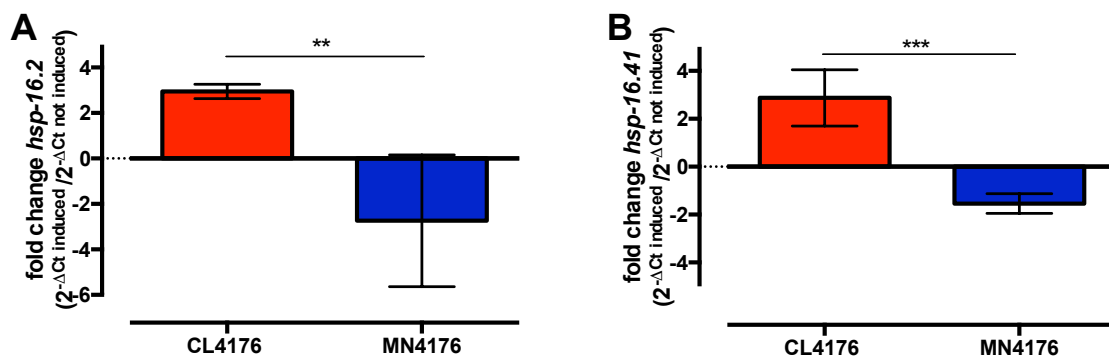 A
fold change hsp-16.2
(2-ΔCt induced /2-ΔCt not induced)
4
2
0
-2
-4
-6
**
CL4176
MN4176
B
fold change hsp-16.41
(2-ΔCt induced /2-ΔCt not induced)
4
2
0
-2
-4
***
CL4176
MN4176